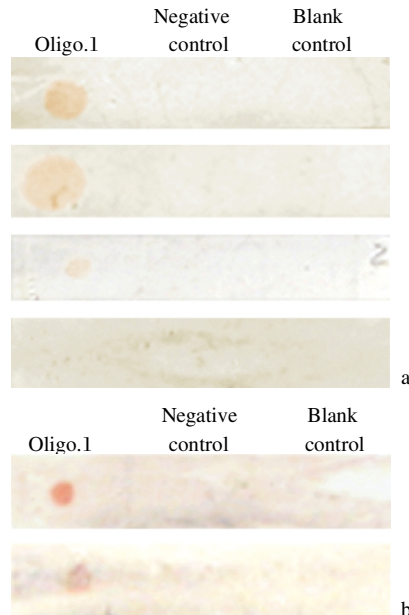 Negative Blank
Oligo.1 control control
2
a
Negative Blank
Oligo.1 control control
b